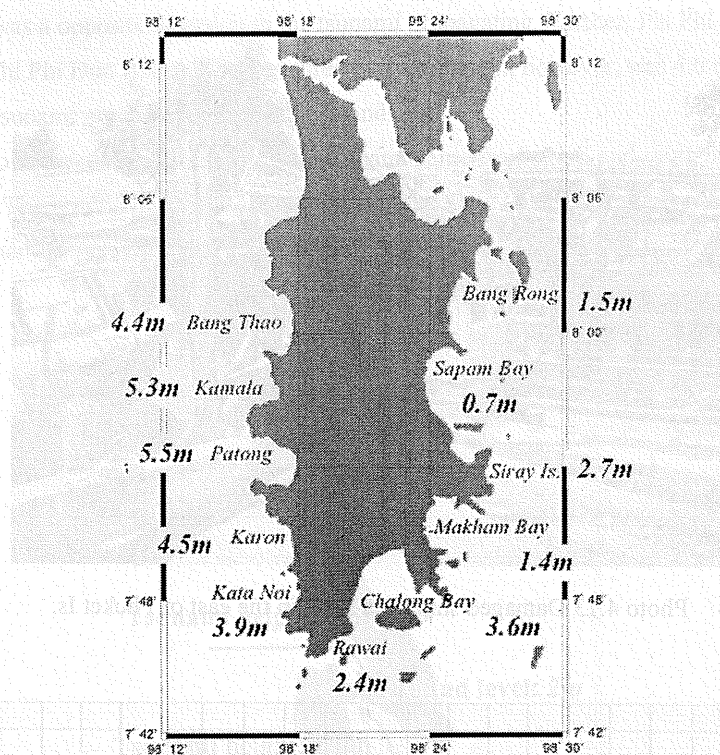 98° 12' 98° 18' 98° 24' 98° 30'
8° 12' 8° 12'
8° 06' 8° 06'
Bang Rong 1.5m
4.4m Bang Thao
8° 00'
Sapam Bay
5.3m Kamala
0.7m
5.5m Patong
Siray Is. 2.7m
4.5m Karon
Makham Bay
1.4m
Kata Noi
7° 48' Chalong Bay 7° 48'
3.9m 3.6m
Rawai
2.4m
7° 42' 7° 42'
98° 12' 98° 18' 98° 24' 98° 30'